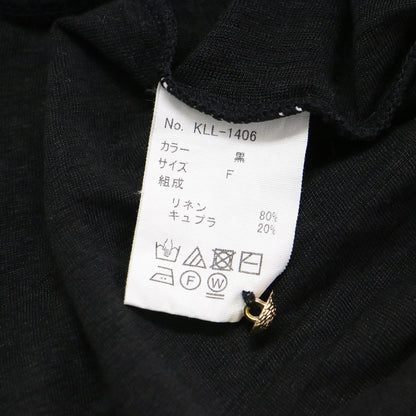 No. KLL-1406
カラー 黒
サイズ F
組成
リネン 80%
キュプラ 20%
F W